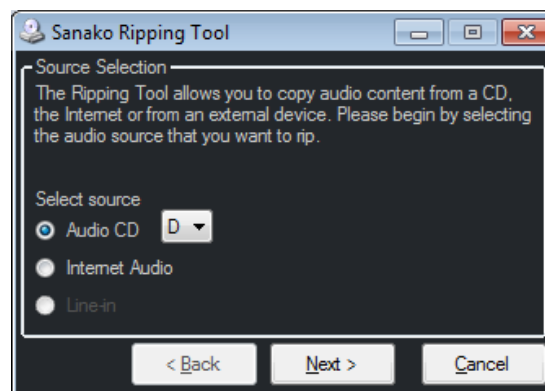 Sanako Ripping Tool
Source Selection
The Ripping Tool allows you to copy audio content from a CD,
the Internet or from an external device. Please begin by selecting
the audio source that you want to rip.
Select source
Audio CD D
Internet Audio
Line-in
< Back Next > Cancel